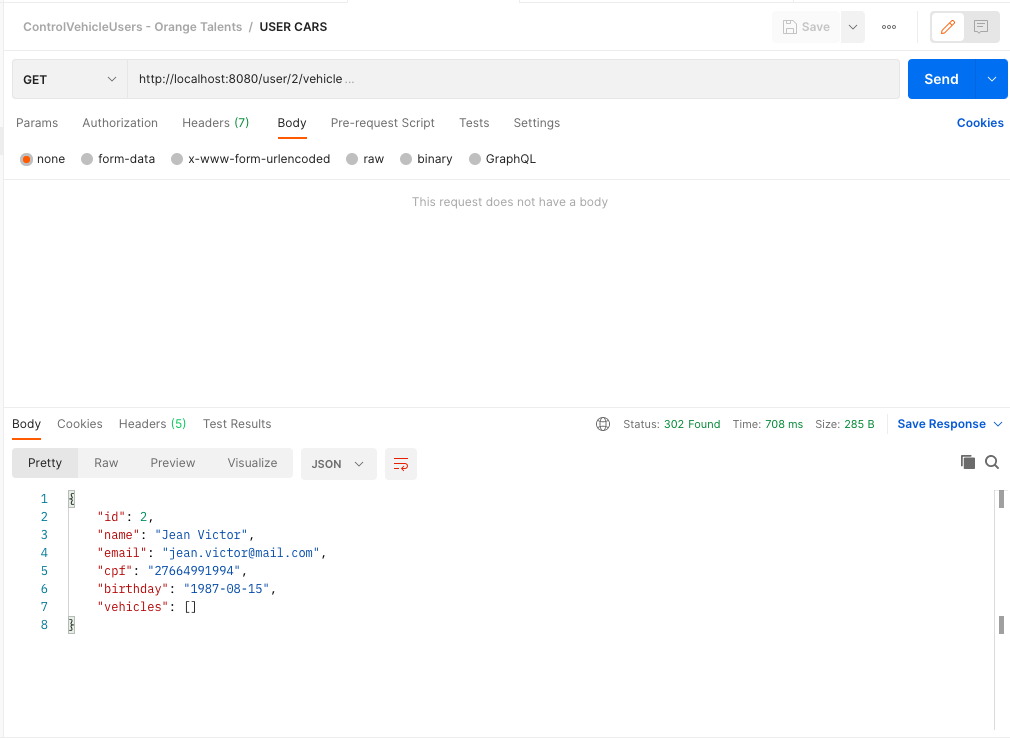 ControlVehicleUsers - Orange Talents / USER CARS
Save
GET
http://localhost:8080/user/2/vehicle ...
Send
Params Authorization Headers (7) Body Pre-request Script Tests Settings
Cookies
none form-data x-www-form-urlencoded raw binary GraphQL
This request does not have a body
Body Cookies Headers (5) Test Results
Status: 302 Found Time: 708 ms Size: 285 B
Save Response
Pretty Raw Preview Visualize JSON
1 {
2 "id": 2,
3 "name": "Jean Victor",
4 "email": "jean.victor@mail.com",
5 "cpf": "27664991994",
6 "birthday": "1987-08-15",
7 "vehicles": []
8 }